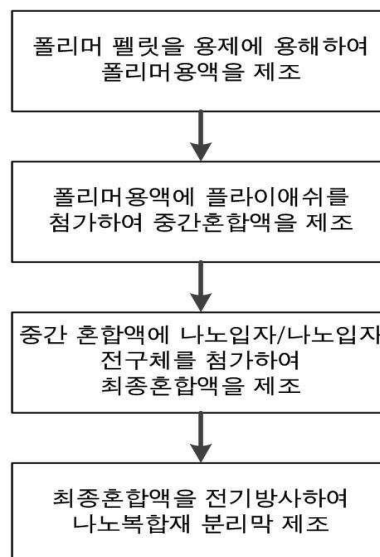 폴리머 펠릿을 용제에 용해하여
폴리머용액을 제조
폴리머용액에 플라이애쉬를
첨가하여 중간혼합액을 제조
중간 혼합액에 나노입자/나노입자
전구체를 첨가하여
최종혼합액을 제조
최종혼합액을 전기방사하여
나노복합재 분리막 제조